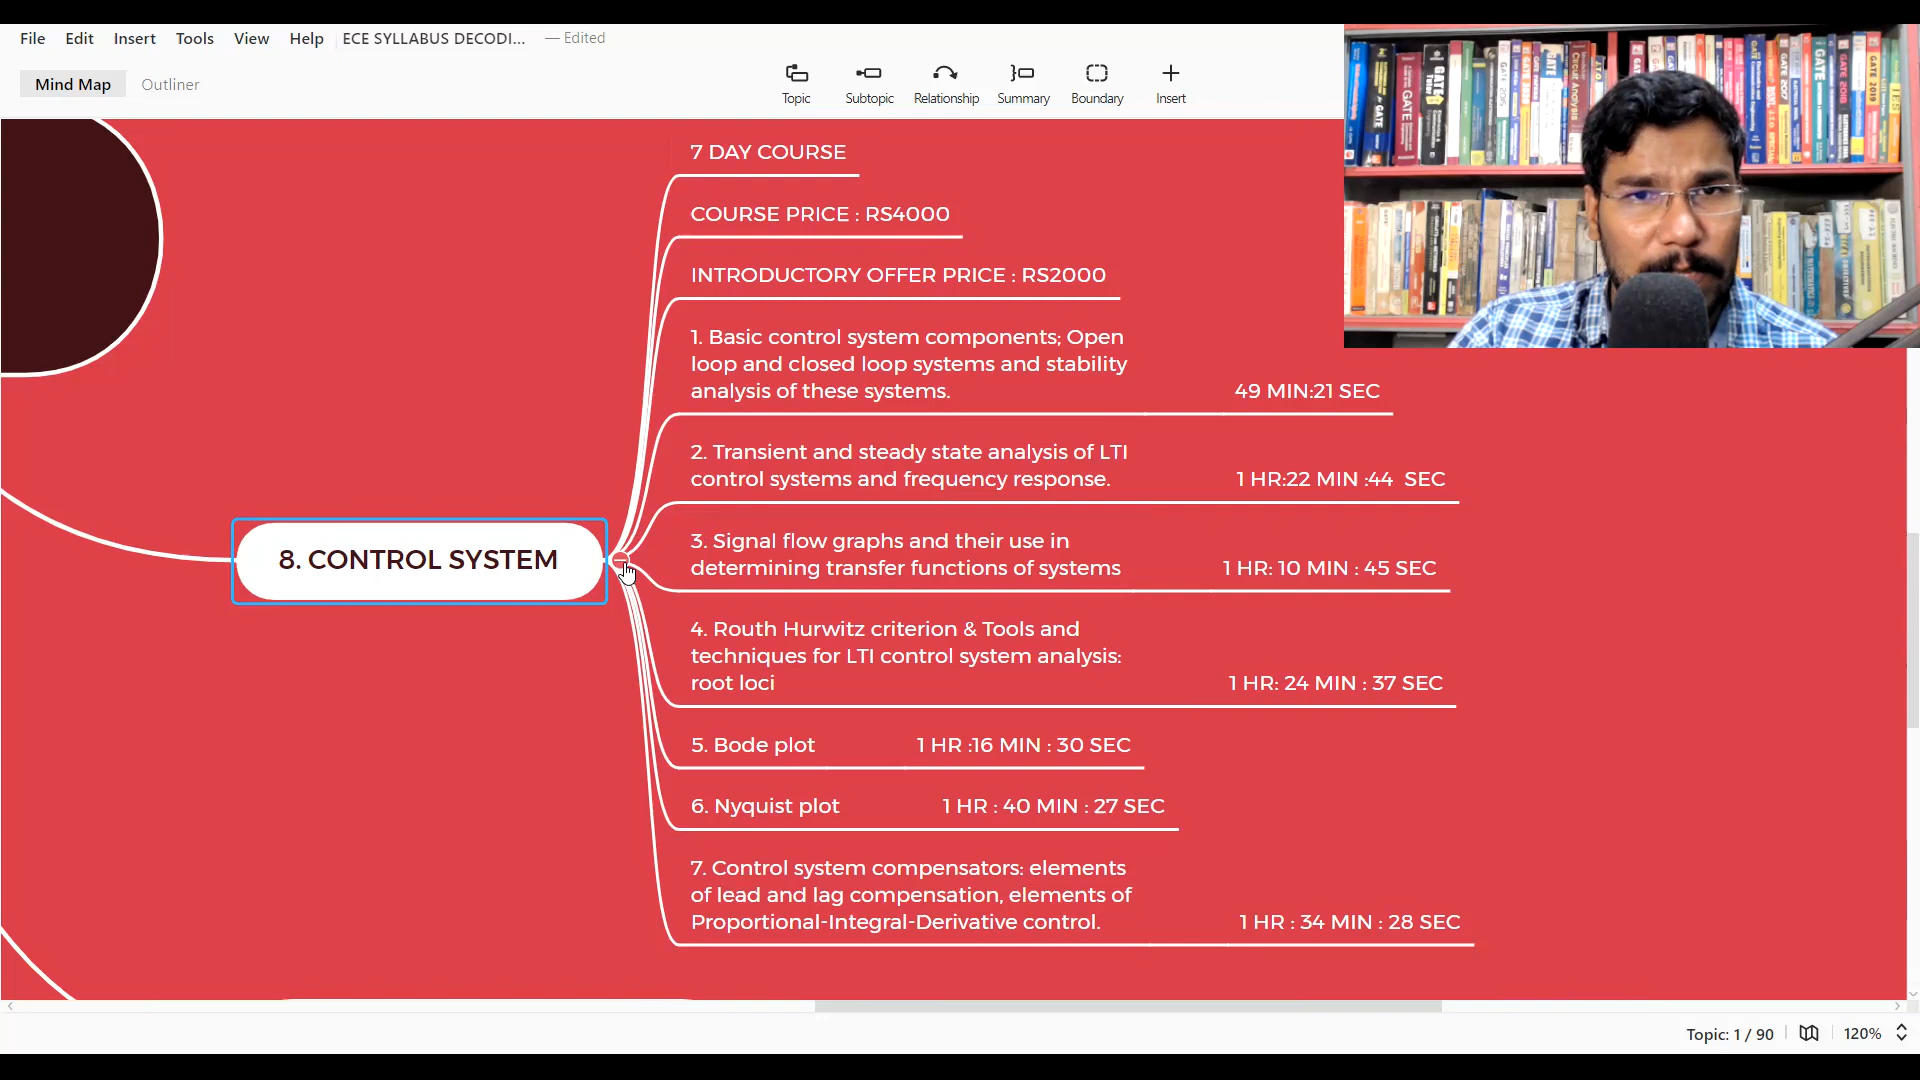 File Edit Insert Tools View Help ECE SYLLABUS DECODI... — Edited
Mind Map Outliner
Topic Subtopic Relationship Summary Boundary Insert
7 DAY COURSE
COURSE PRICE : RS4000
INTRODUCTORY OFFER PRICE : RS2000
1. Basic control system components; Open
loop and closed loop systems and stability
analysis of these systems. 49 MIN:21 SEC
2. Transient and steady state analysis of LTI
control systems and frequency response. 1 HR:22 MIN :44 SEC
8. CONTROL SYSTEM
3. Signal flow graphs and their use in
determining transfer functions of systems 1 HR: 10 MIN : 45 SEC
4. Routh Hurwitz criterion & Tools and
techniques for LTI control system analysis:
root loci 1 HR: 24 MIN : 37 SEC
5. Bode plot 1 HR :16 MIN : 30 SEC
6. Nyquist plot 1 HR : 40 MIN : 27 SEC
7. Control system compensators: elements
of lead and lag compensation, elements of
Proportional-Integral-Derivative control. 1 HR : 34 MIN : 28 SEC
Topic: 1 / 90 120%